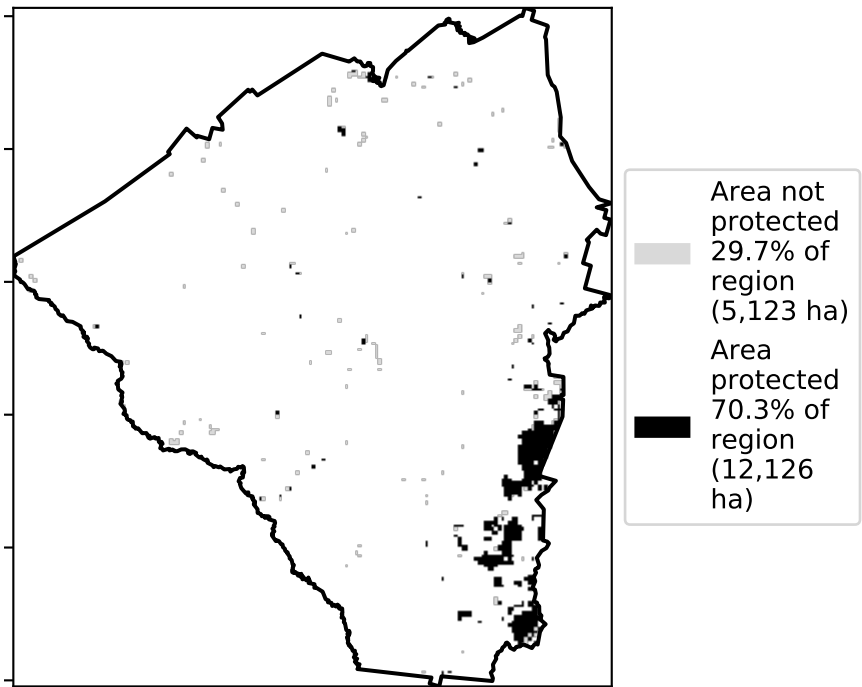 Area not
protected
29.7% of
region
(5,123 ha)
Area
protected
70.3% of
region
(12,126
ha)